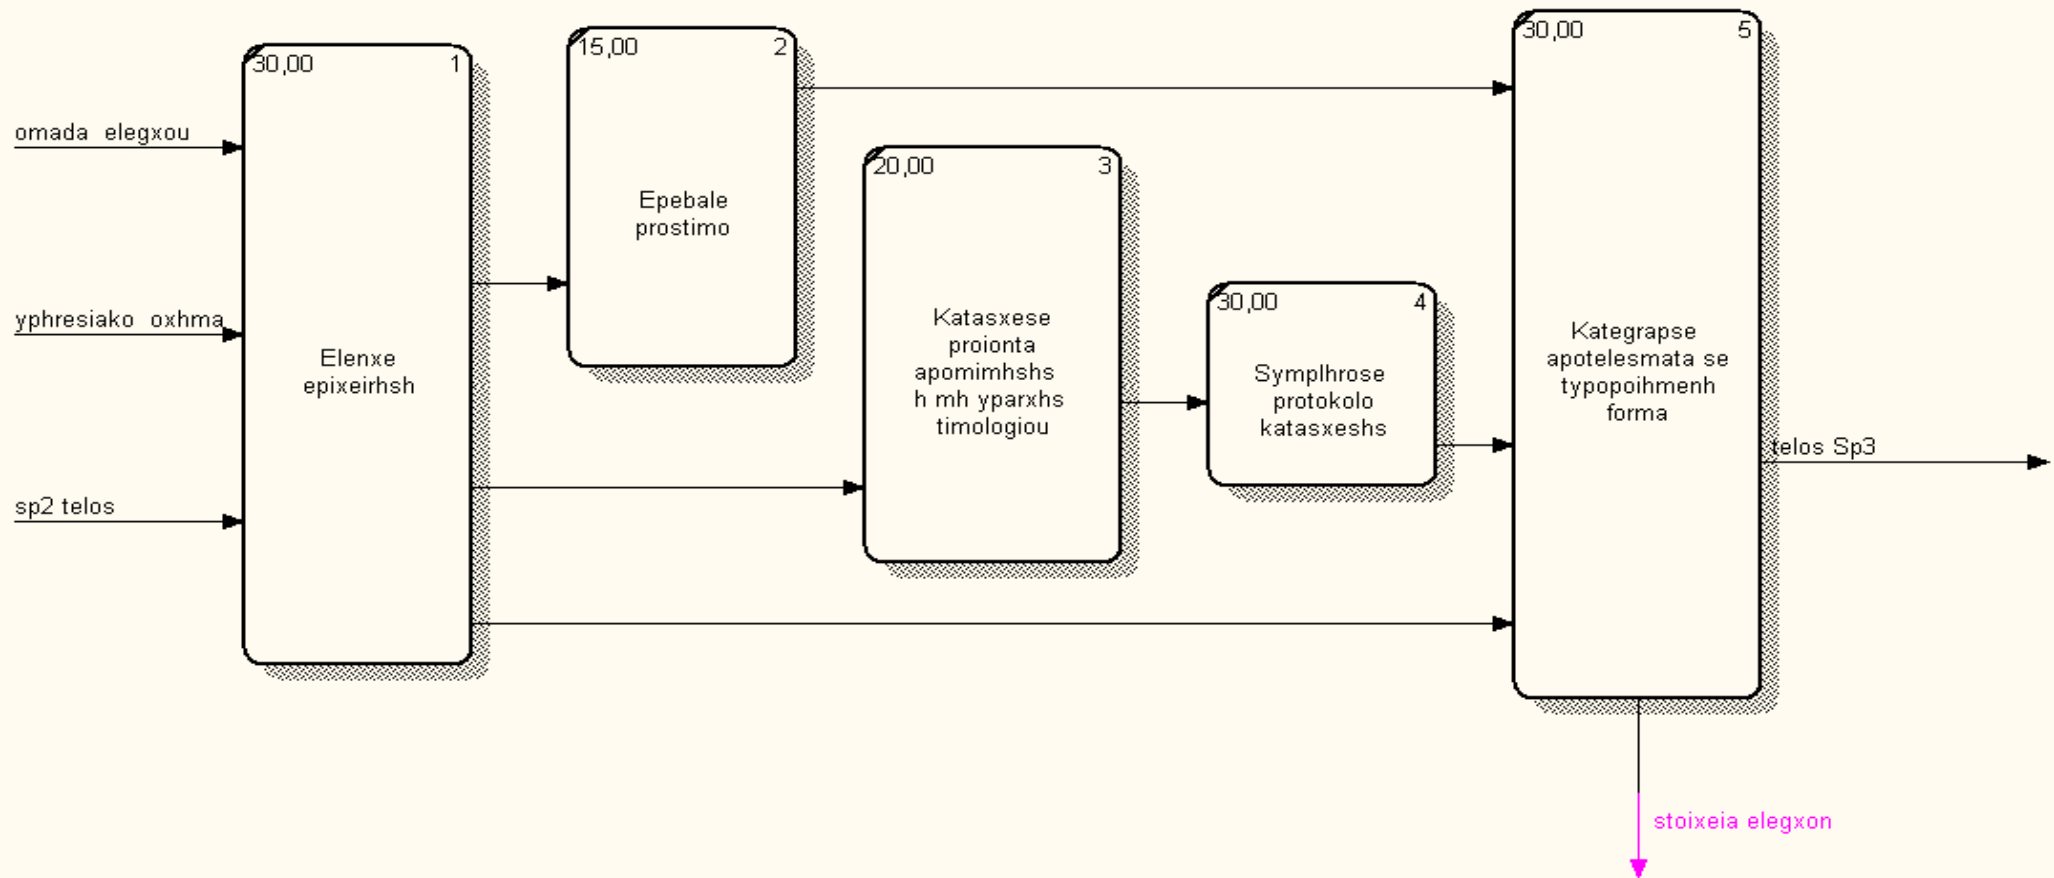 omada elegxou
yphresiako oxhma
sp2 telos
30,00 1
Elenxe
epixeirhsh
15,00 2
Epebale
prostimo
20,00 3
Katasxese
proionta
apomimhshs
h mh yparxhs
timologiou
30,00 4
Symplhrose
protokolo
katasxeshs
30,00 5
Kategrapse
apotelesmata se
typopoihmenh
forma
telos Sp3
stoixeia elegxon